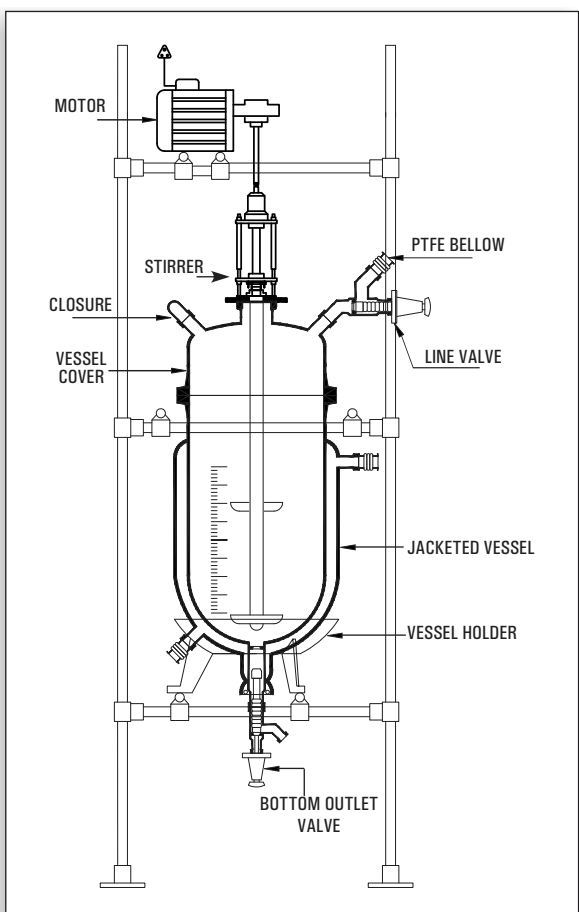 MOTOR
PTFE BELLOW
STIRRER
CLOSURE
VESSEL
COVER
LINE VALVE
JACKETED VESSEL
VESSEL HOLDER
BOTTOM OUTLET
VALVE